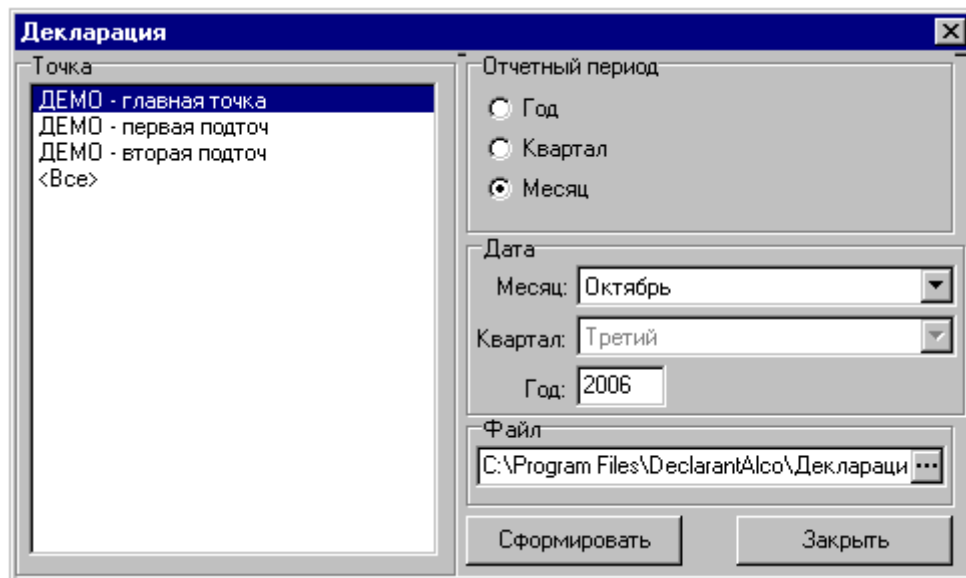 Декларация
Точка
ДЕМО - главная точка
ДЕМО - первая подточ
ДЕМО - вторая подточ
<Все>
Отчетный период
Год
Квартал
Месяц
Дата
Месяц: Октябрь
Квартал: Третий
Год: 2006
Файл
C:\Program Files\DeclarantAlco\Деклараци ...
Сформировать
Закрыть